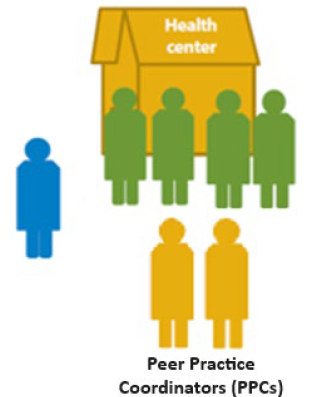 Health
center
Peer Practice
Coordinators (PPCs)